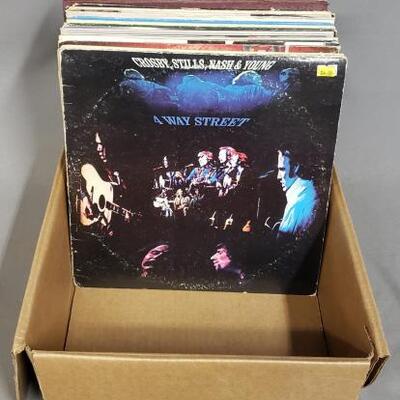 CROSBY, STILLS, NASH & YOUNG
4 WAY STREET